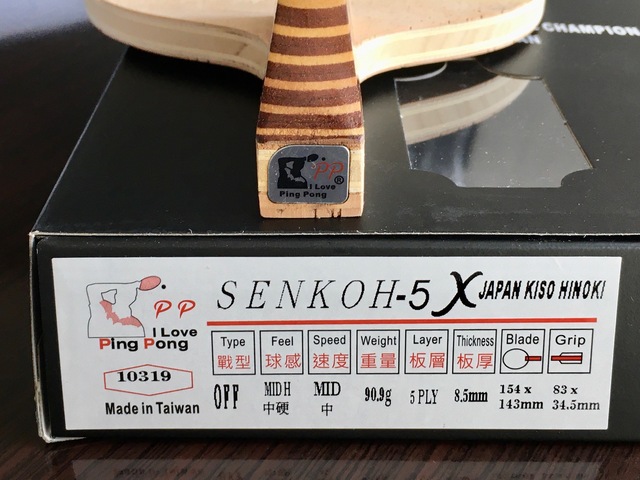 CHAMPION
PP®
I Love
Ping Pong
PP
I Love
Ping Pong
10319
Made in Taiwan
SENKOH-5 X JAPAN KISO HINOKI
Type Feel Speed Weight Layer Thickness Blade Grip
戰型 球感 速度 重量 板層 板厚
OFF MID H MID 90.9g 5 PLY 8.5mm 154 x 83 x
中硬 中 143mm 34.5mm